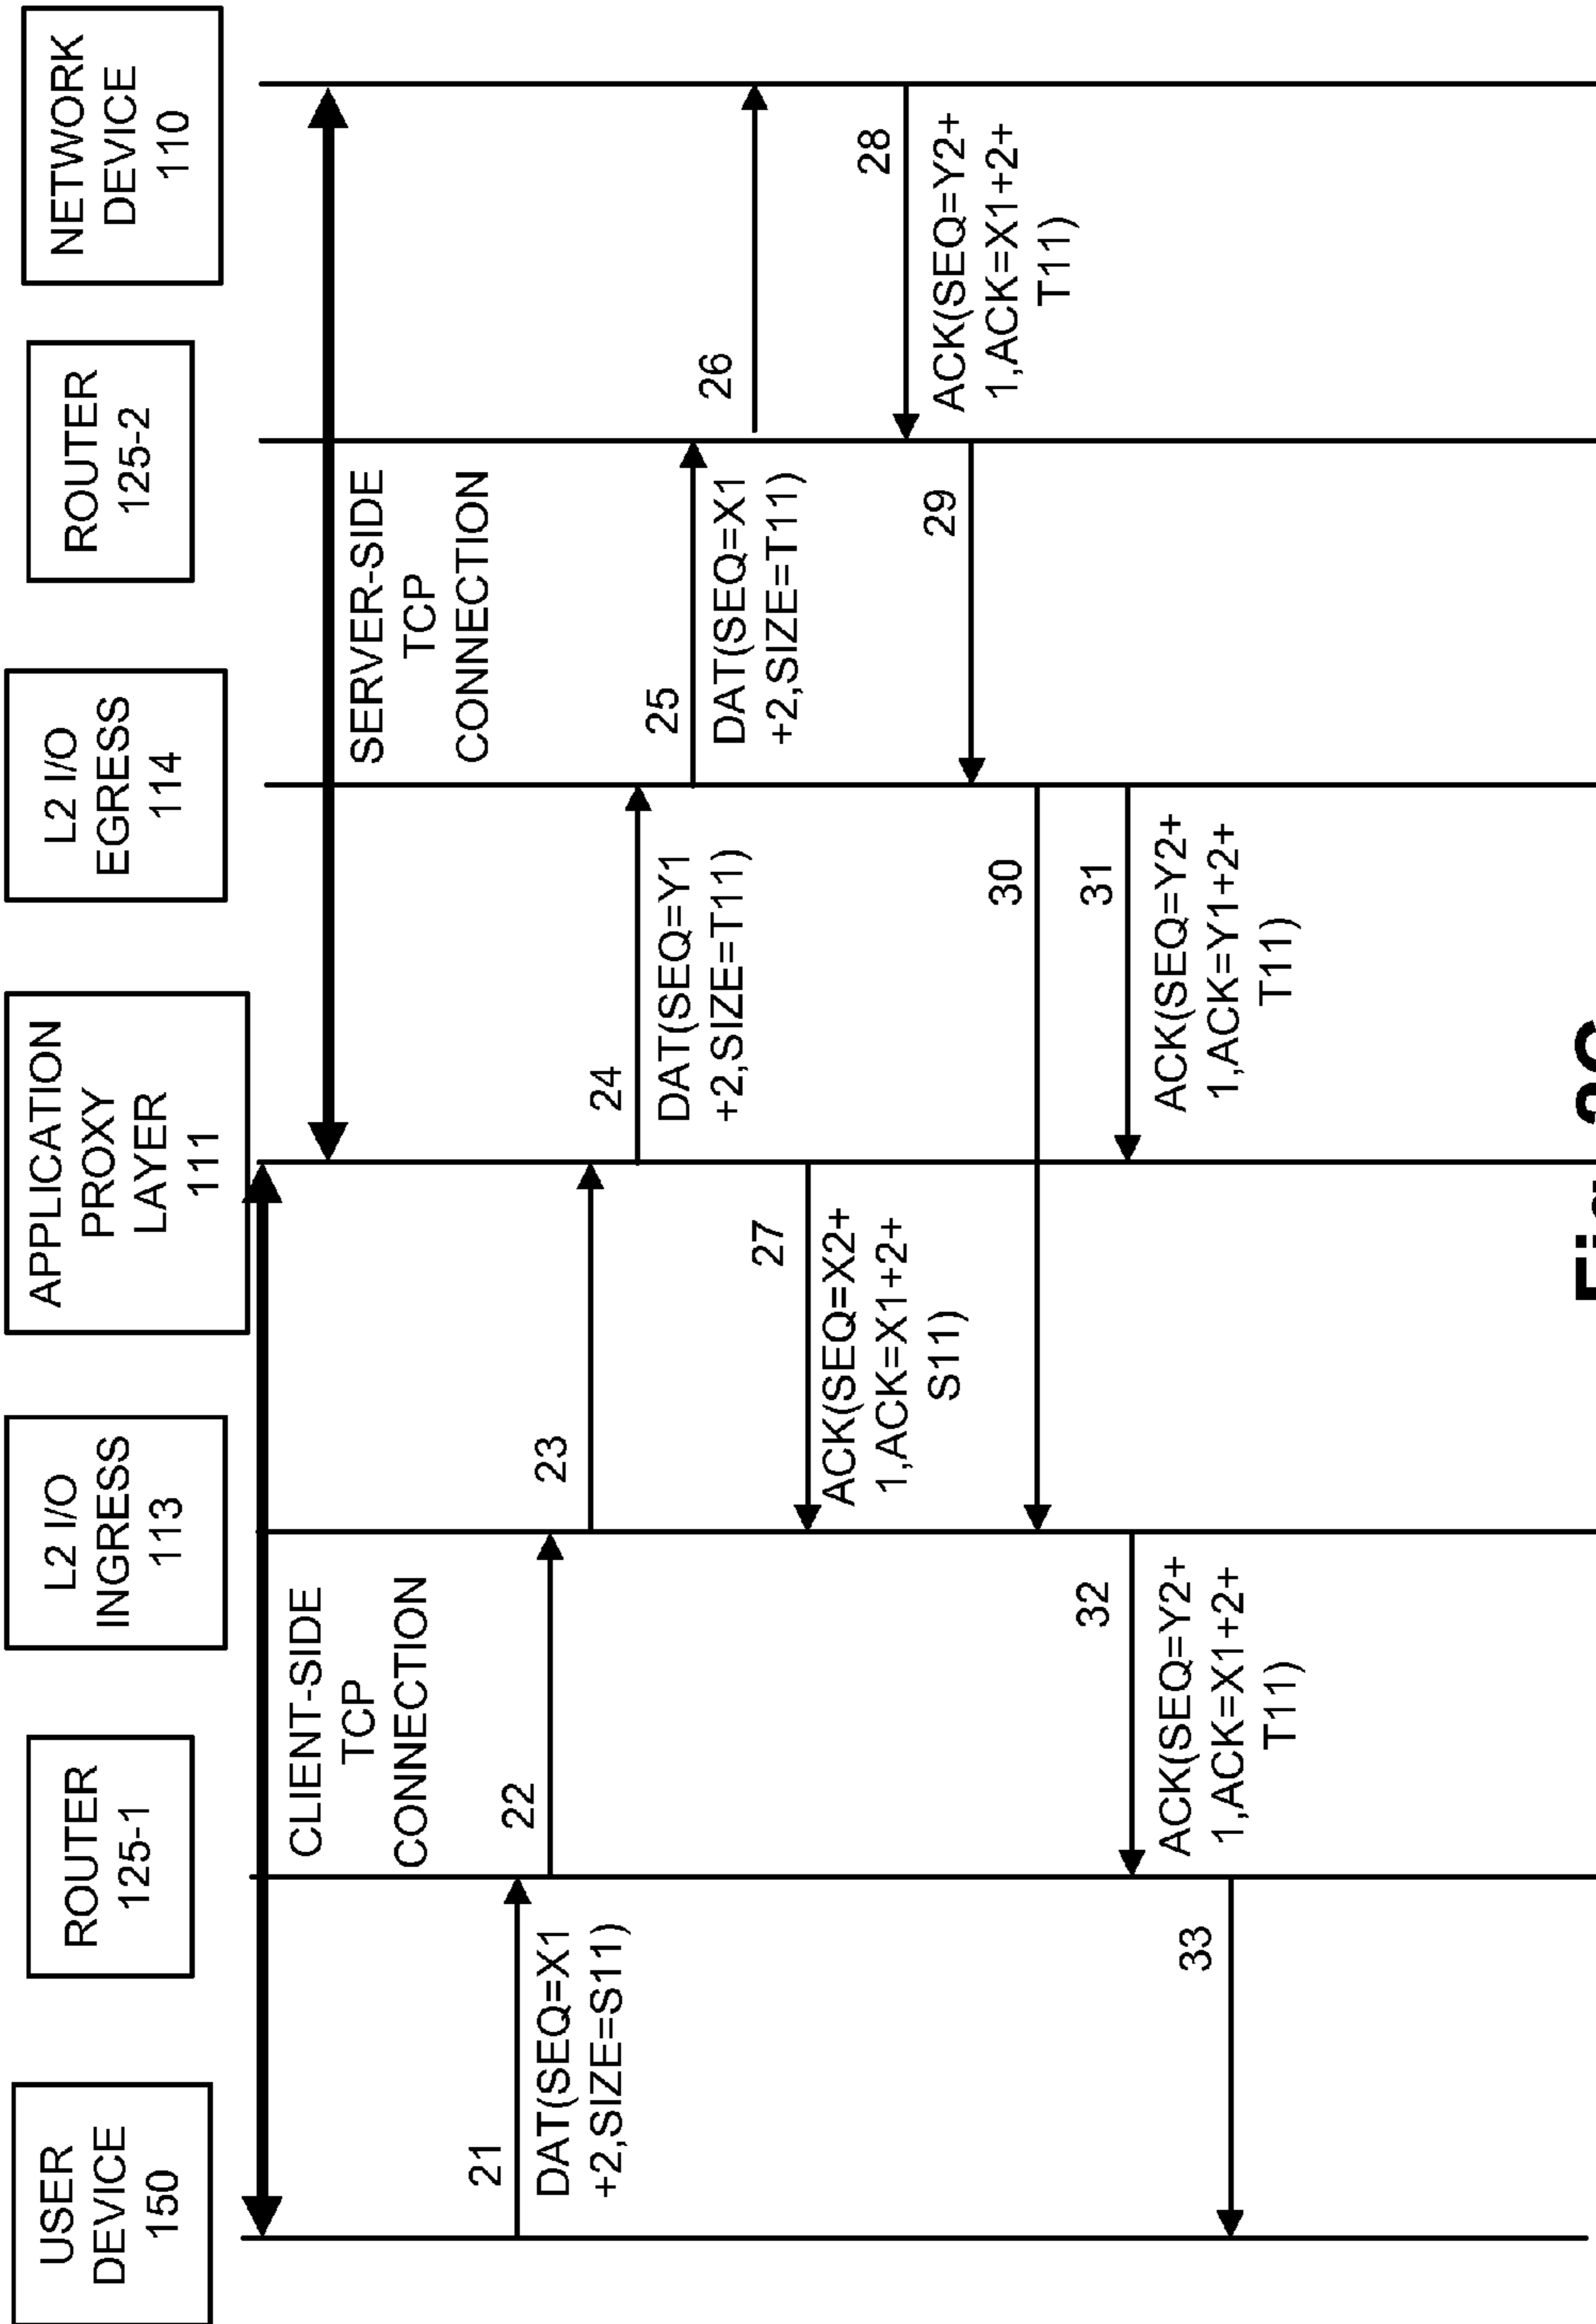 USER
DEVICE
150
ROUTER
125-1
L2 I/O
INGRESS
113
APPLICATION
PROXY
LAYER
111
L2 I/O
EGRESS
114
ROUTER
125-2
NETWORK
DEVICE
110
CLIENT-SIDE
TCP
CONNECTION
SERVER-SIDE
TCP
CONNECTION
21
DAT(SEQ=X1
+2,SIZE=S11)
22
23
24
DAT(SEQ=Y1
+2,SIZE=T11)
25
DAT(SEQ=X1
+2,SIZE=T11)
26
27
ACK(SEQ=X2+
1,ACK=X1+2+
S11)
28
ACK(SEQ=Y2+
1,ACK=X1+2+
T11)
29
30
31
ACK(SEQ=Y2+
1,ACK=Y1+2+
T11)
32
ACK(SEQ=Y2+
1,ACK=X1+2+
T11)
33
Fig.